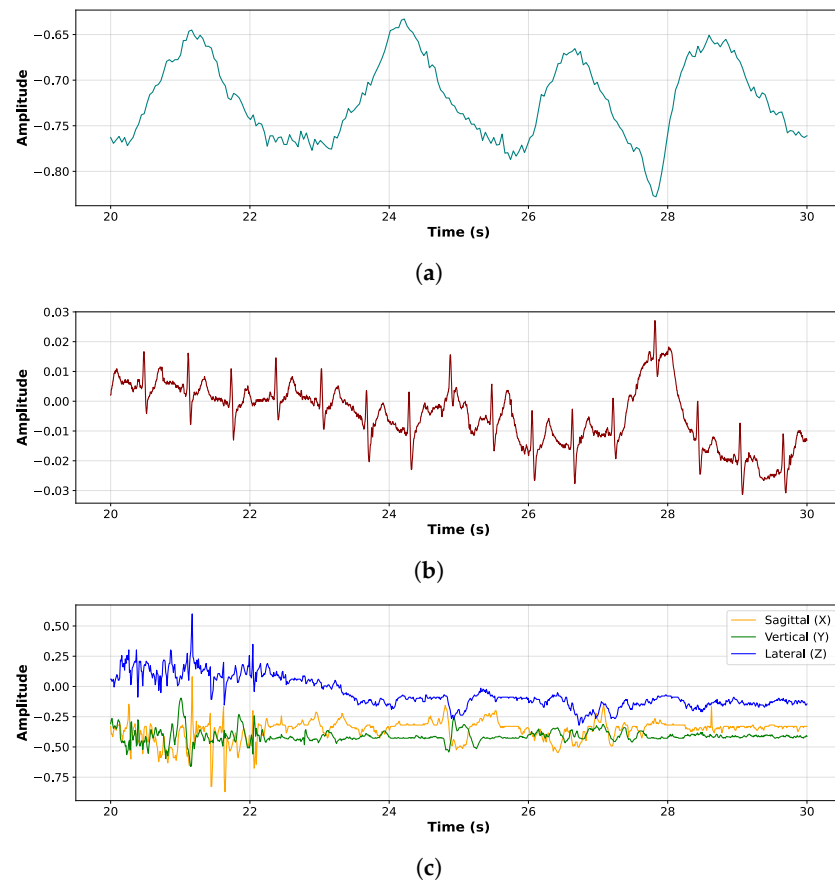 −0.65
−0.70
−0.75
−0.80
Amplitude
20 22 24 26 28 30
Time (s)
(a)
0.03
0.02
0.01
0.00
−0.01
−0.02
−0.03
Amplitude
20 22 24 26 28 30
Time (s)
(b)
0.50
0.25
0.00
−0.25
−0.50
−0.75
Amplitude
Sagittal (X)
Vertical (Y)
Lateral (Z)
20 22 24 26 28 30
Time (s)
(c)